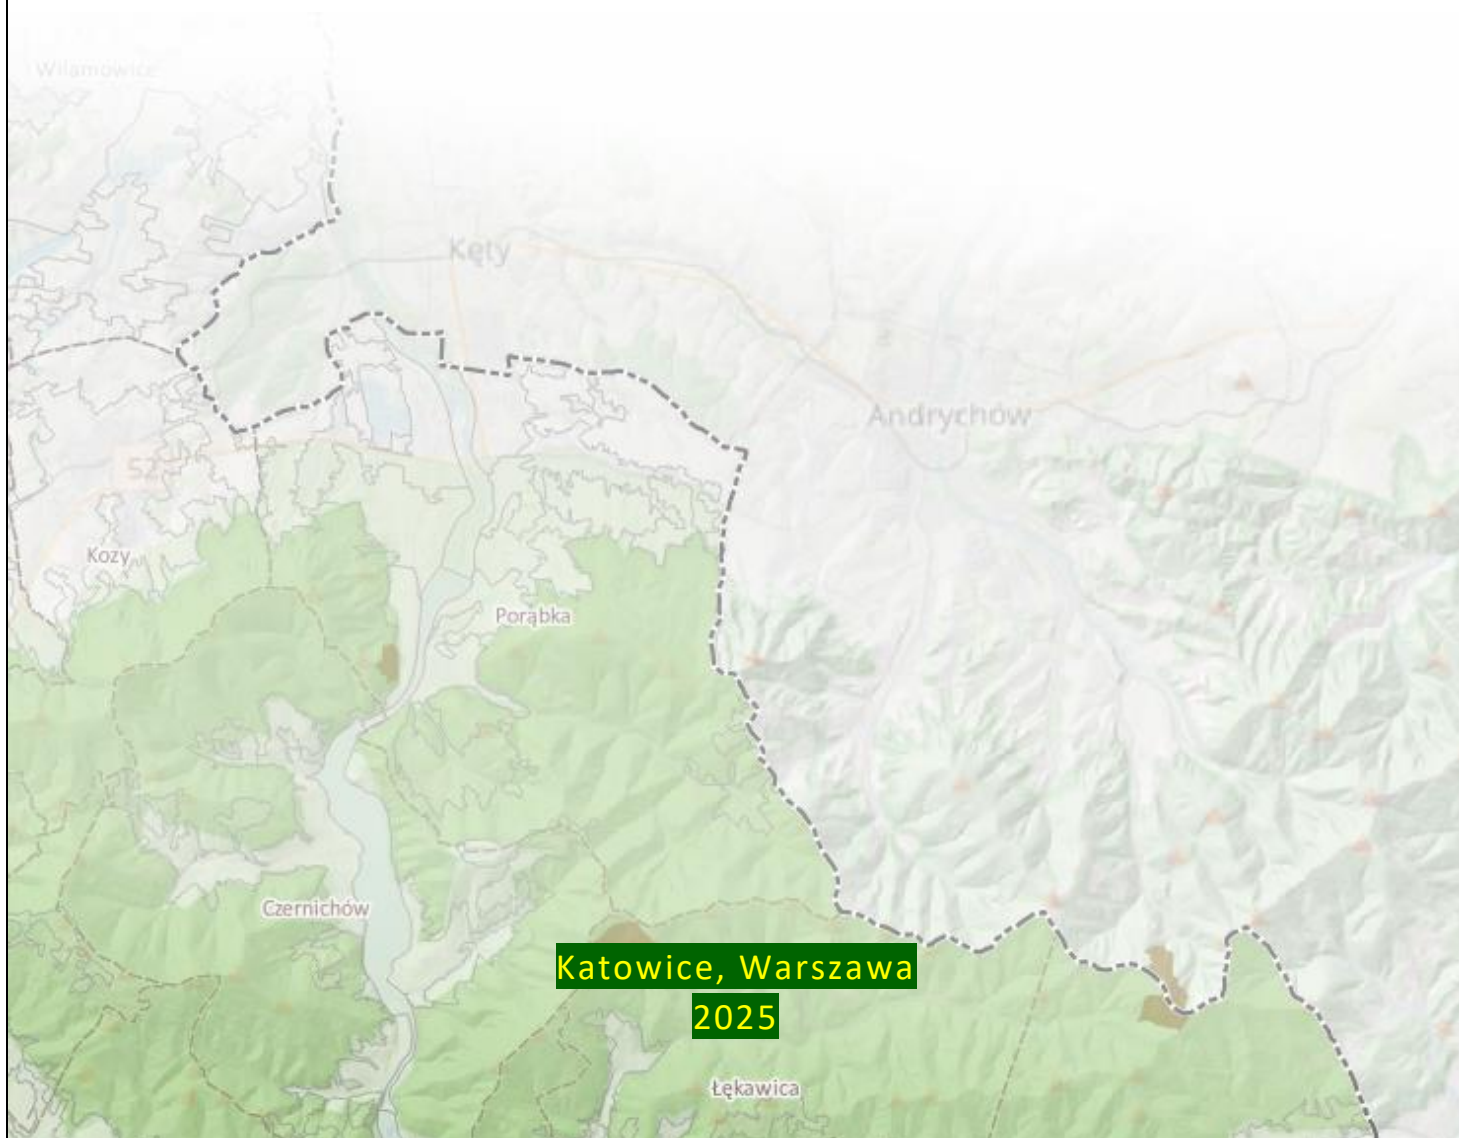 Wilamowice
Kęty
Andrychów
52
Kozy
Porąbka
Czernichów
Katowice, Warszawa
2025
Łękawica